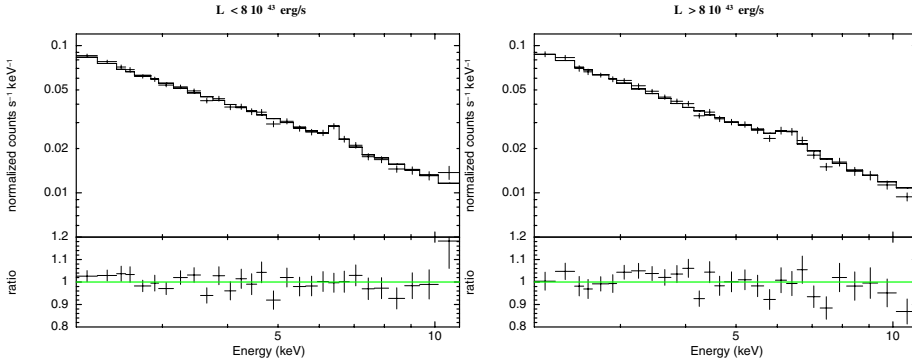 L < 8 10 ⁴³ erg/s
0.1
0.05
0.02
0.01
normalized counts s⁻¹ keV⁻¹
1.2
1
0.9
0.8
ratio
5
10
Energy (keV)
L > 8 10 ⁴³ erg/s
0.1
0.05
0.02
0.01
normalized counts s⁻¹ keV⁻¹
1.2
1.1
1
0.9
0.8
ratio
5
10
Energy (keV)